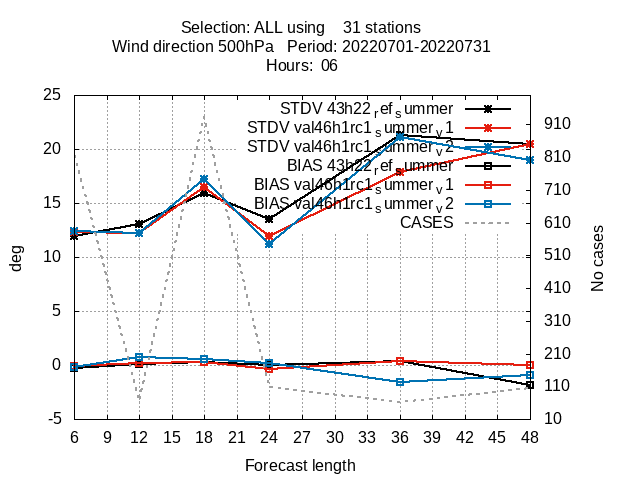 Selection: ALL using 31 stations
Wind direction 500hPa Period: 20220701-20220731
Hours: 06
STDV 43h22_ref_summer
STDV val46h1rc1_summer_v1
STDV val46h1rc1_summer_v2
BIAS 43h22_ref_summer
BIAS val46h1rc1_summer_v1
BIAS val46h1rc1_summer_v2
CASES
25
20
15
10
5
0
-5
deg
910
810
710
610
510
410
310
210
110
10
No cases
6 9 12 15 18 21 24 27 30 33 36 39 42 45 48
Forecast length